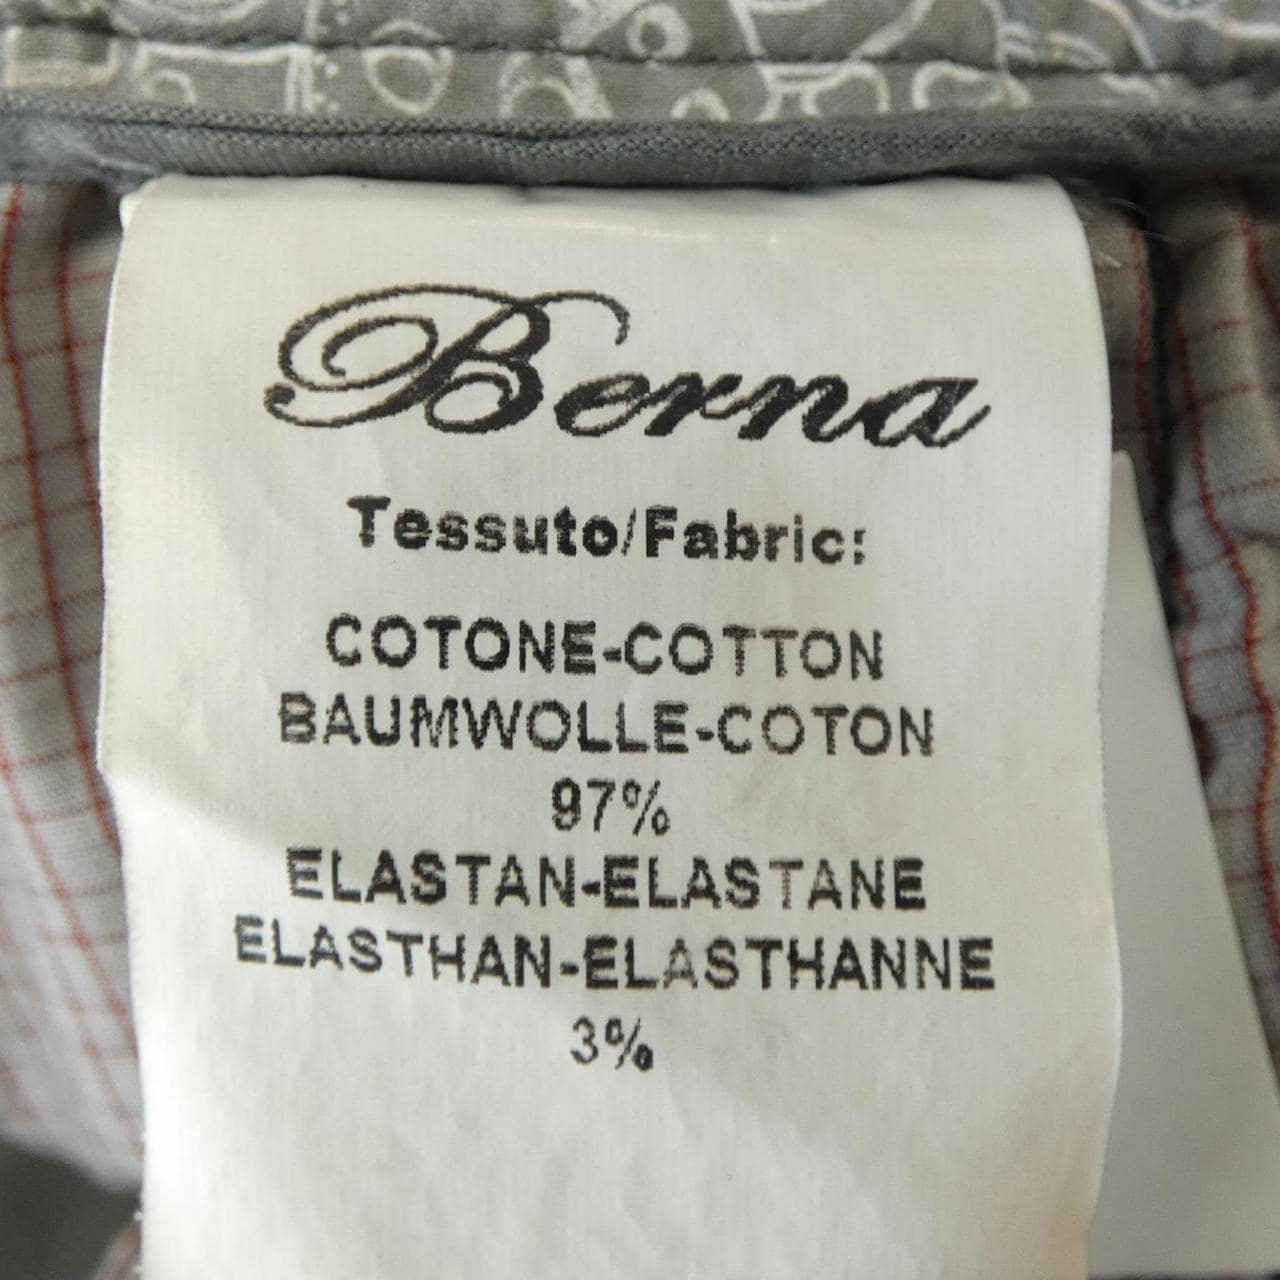 Berna
Tessuto/Fabric:
COTONE-COTTON
BAUMWOLLE-COTON
97%
ELASTAN-ELASTANE
ELASTHAN-ELASTHANNE
3%